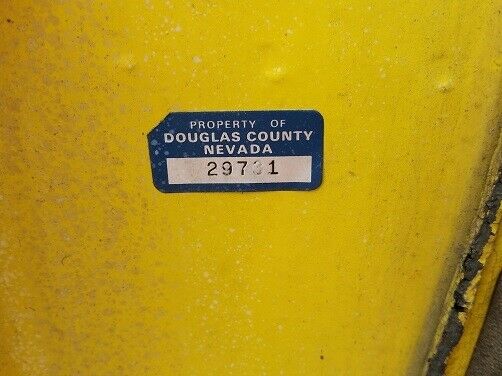 PROPERTY OF
DOUGLAS COUNTY
NEVADA
29731